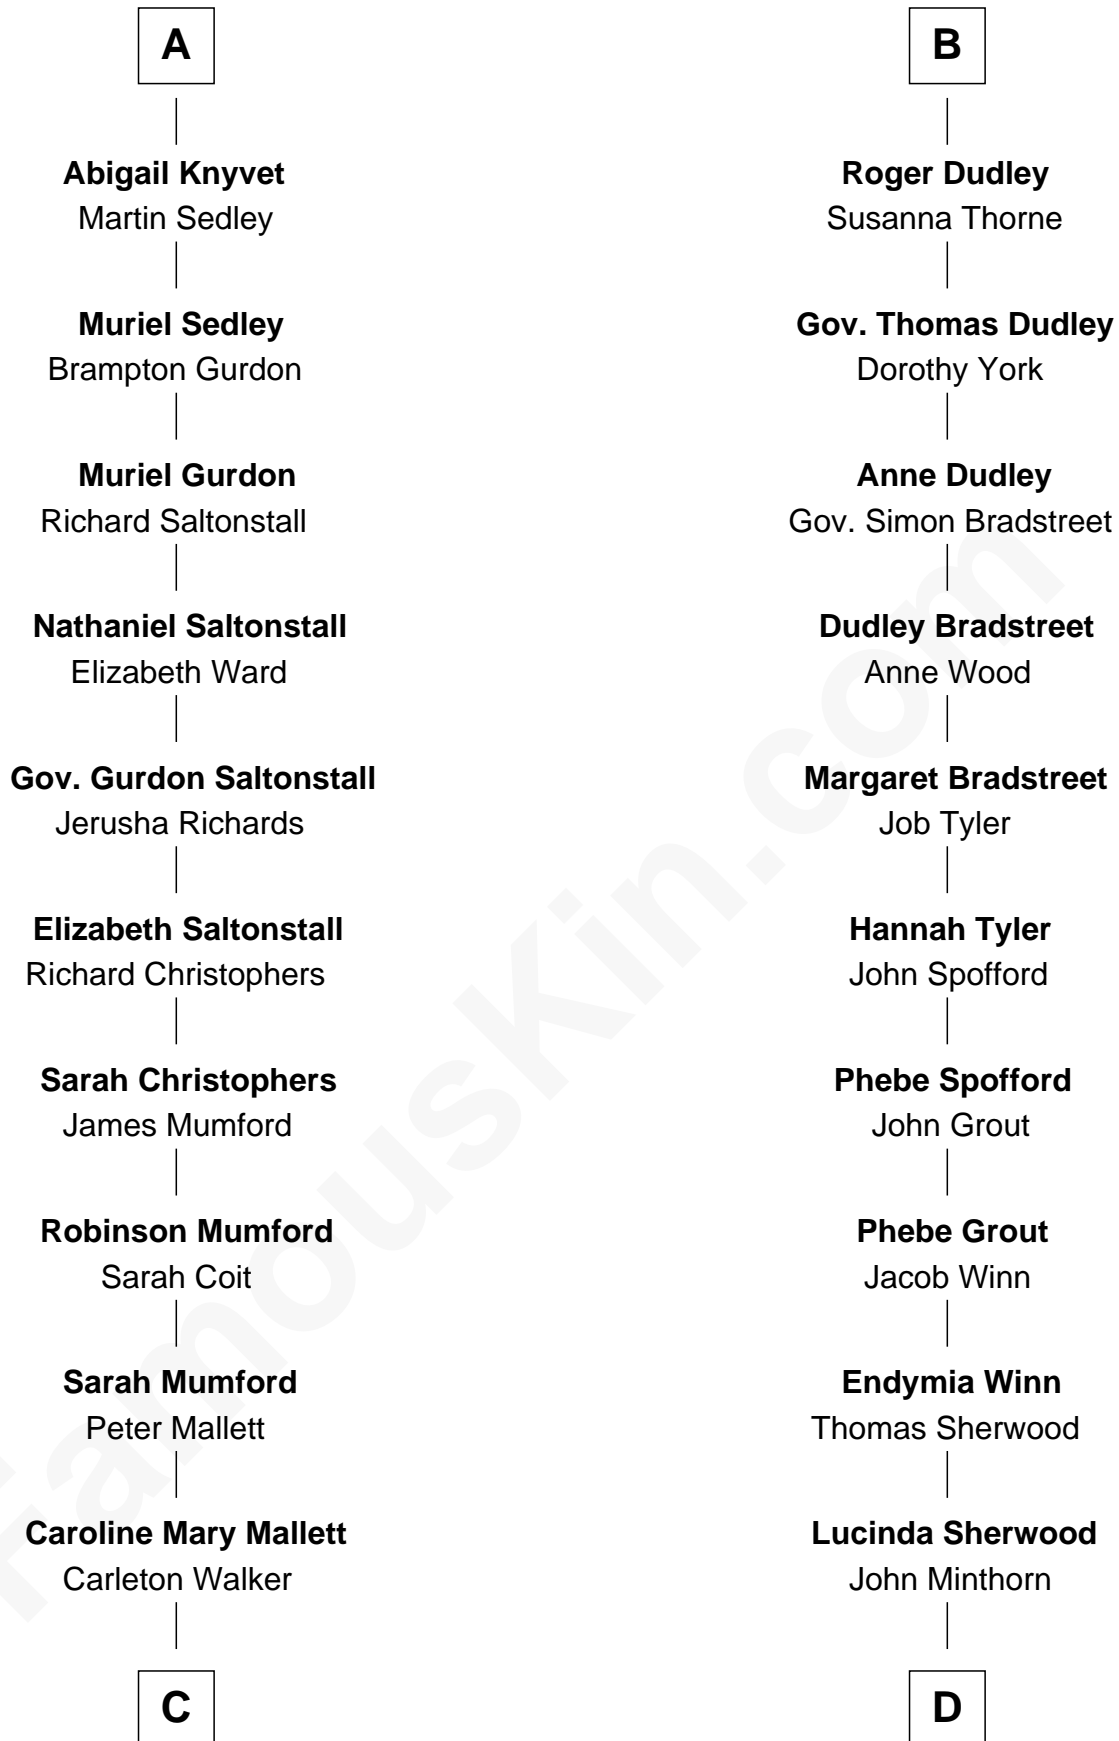 A
Abigail Knyvet
Martin Sedley
Muriel Sedley
Brampton Gurdon
Muriel Gurdon
Richard Saltonstall
Nathaniel Saltonstall
Elizabeth Ward
Gov. Gurdon Saltonstall
Jerusha Richards
Elizabeth Saltonstall
Richard Christophers
Sarah Christophers
James Mumford
Robinson Mumford
Sarah Coit
Sarah Mumford
Peter Mallett
Caroline Mary Mallett
Carleton Walker
C
B
Roger Dudley
Susanna Thorne
Gov. Thomas Dudley
Dorothy York
Anne Dudley
Gov. Simon Bradstreet
Dudley Bradstreet
Anne Wood
Margaret Bradstreet
Job Tyler
Hannah Tyler
John Spofford
Phebe Spofford
John Grout
Phebe Grout
Jacob Winn
Endymia Winn
Thomas Sherwood
Lucinda Sherwood
John Minthorn
D
FamousKin.com